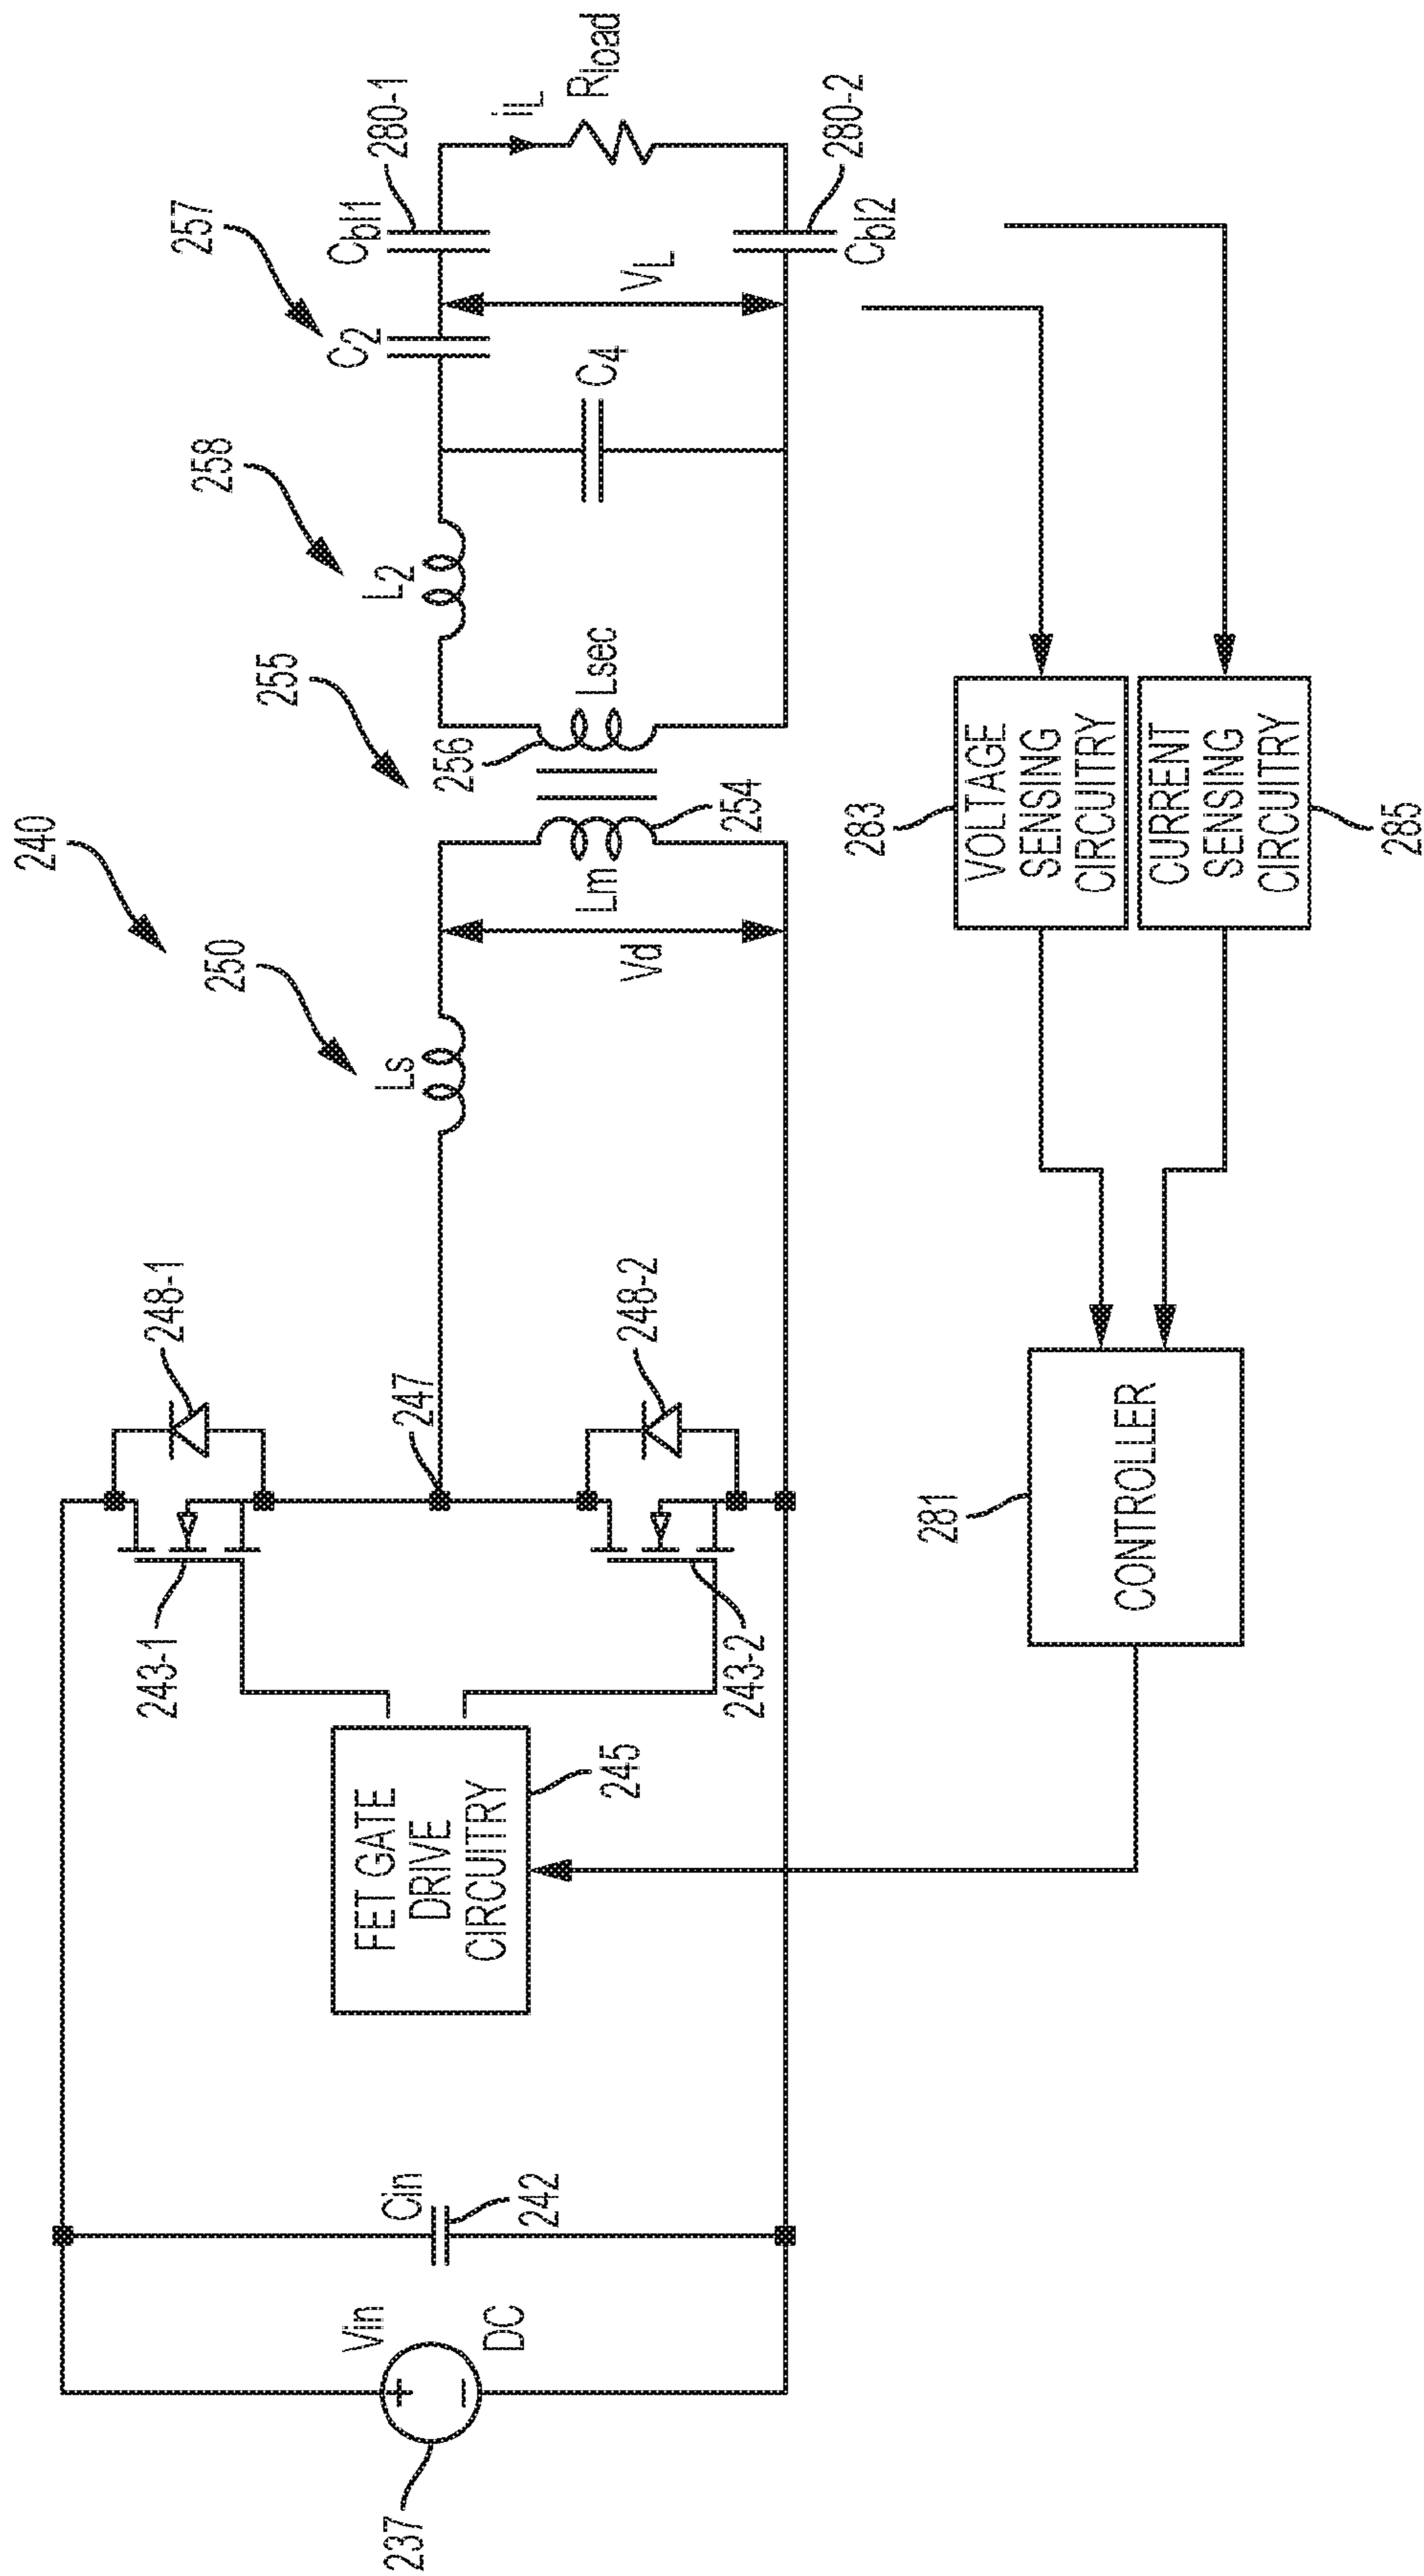 240
237
Vin
DC
Cin
242
FET GATE
DRIVE
CIRCUITRY
245
243-1
248-1
247
243-2
248-2
250
Ls
Vd
255
Lm
254
256
Lsec
258
L2
C4
257
C2
VL
Cbl1
280-1
iL
Rload
Cbl2
280-2
281
CONTROLLER
283
VOLTAGE
SENSING
CIRCUITRY
CURRENT
SENSING
CIRCUITRY
285